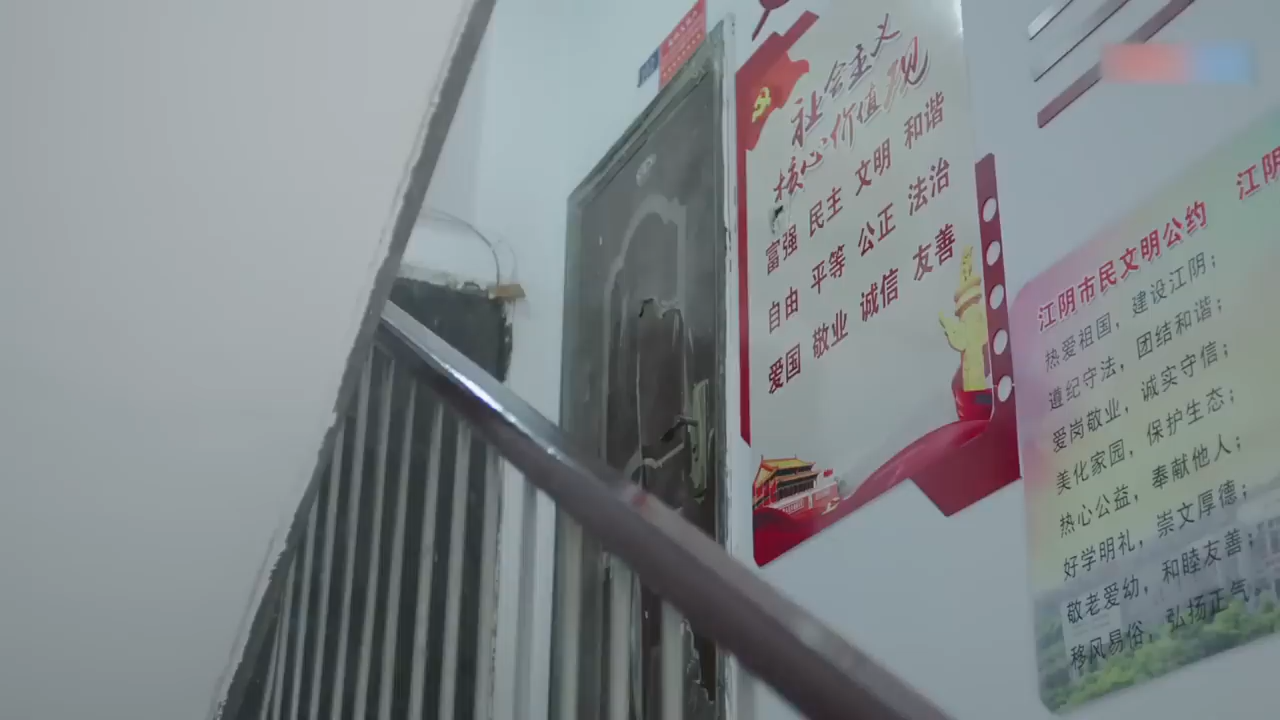 社会主义
核心价值观
富强 民主 文明 和谐
自由 平等 公正 法治
爱国 敬业 诚信 友善
江阴市民文明公约
热爱祖国，建设江阴；
遵纪守法，团结和谐；
爱岗敬业，诚实守信；
美化家园，保护生态；
热心公益，奉献他人；
好学明礼，崇文厚德；
敬老爱幼，和睦友善；
移风易俗，弘扬正气
江阴